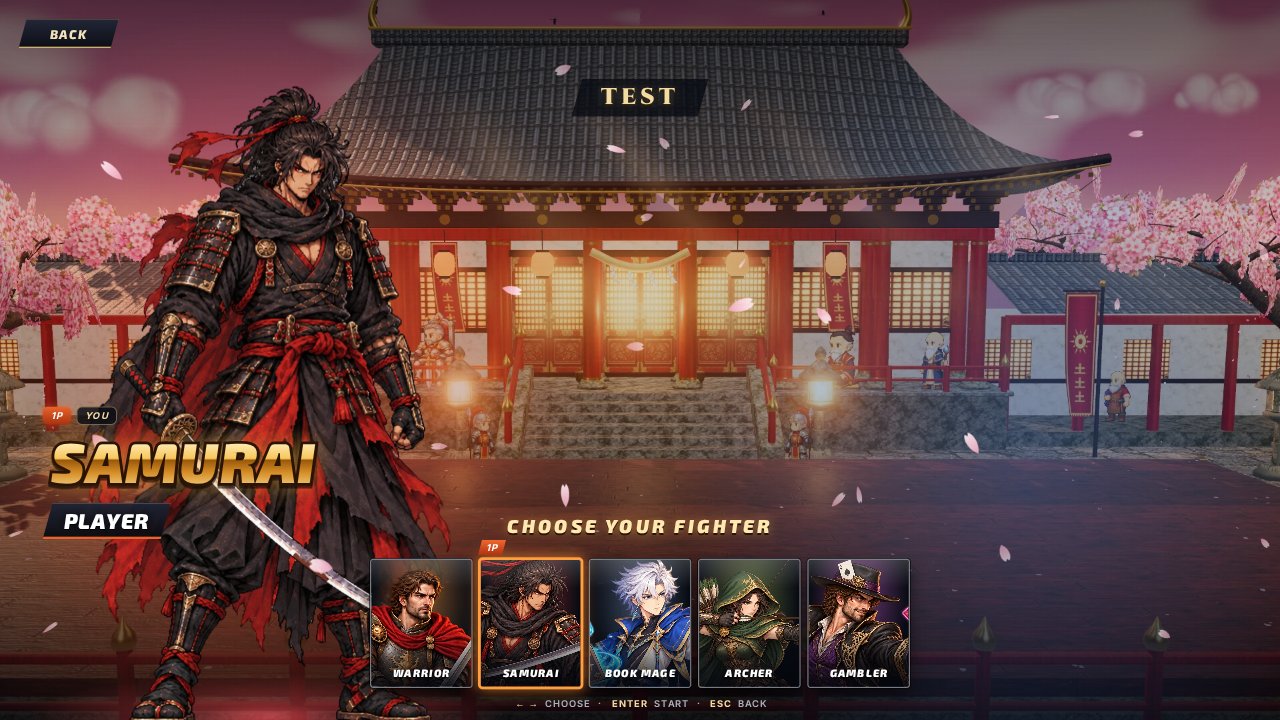 BACK
TEST
1P YOU
SAMURAI
PLAYER
CHOOSE YOUR FIGHTER
1P
WARRIOR
SAMURAI
BOOK MAGE
ARCHER
GAMBLER
← → CHOOSE · ENTER START · ESC BACK